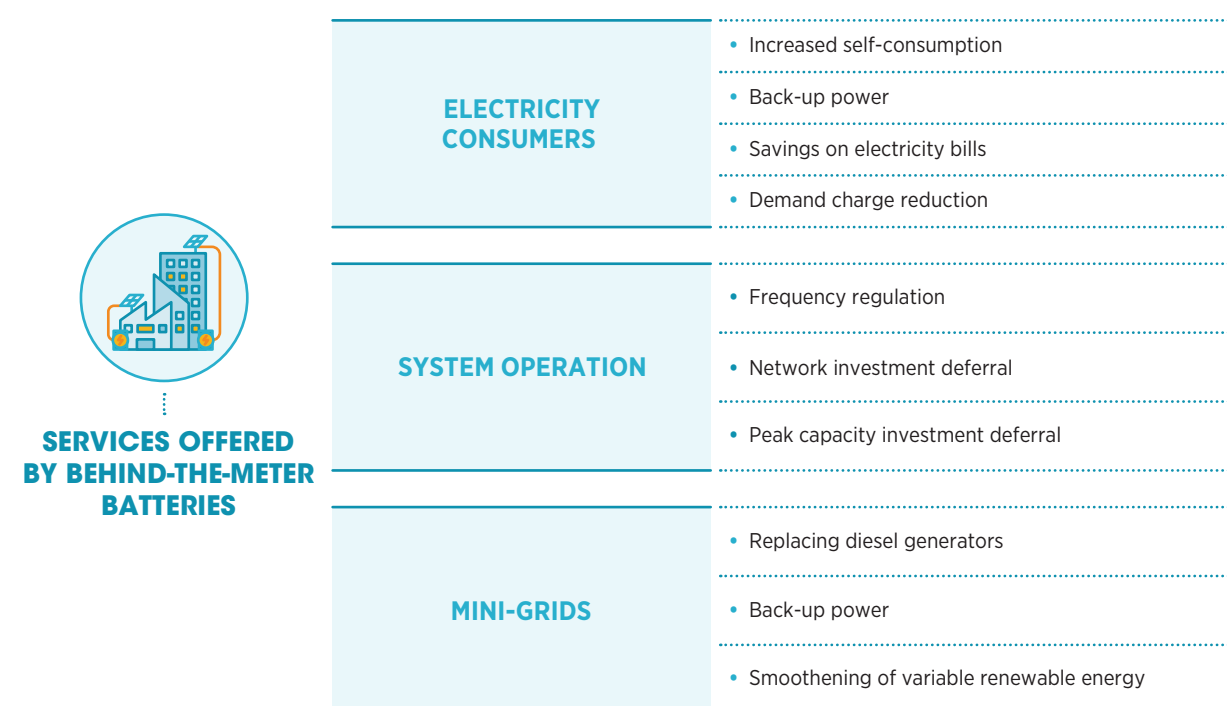 SERVICES OFFERED
BY BEHIND-THE-METER
BATTERIES
ELECTRICITY
CONSUMERS
• Increased self-consumption
• Back-up power
• Savings on electricity bills
• Demand charge reduction
SYSTEM OPERATION
• Frequency regulation
• Network investment deferral
• Peak capacity investment deferral
MINI-GRIDS
• Replacing diesel generators
• Back-up power
• Smoothening of variable renewable energy